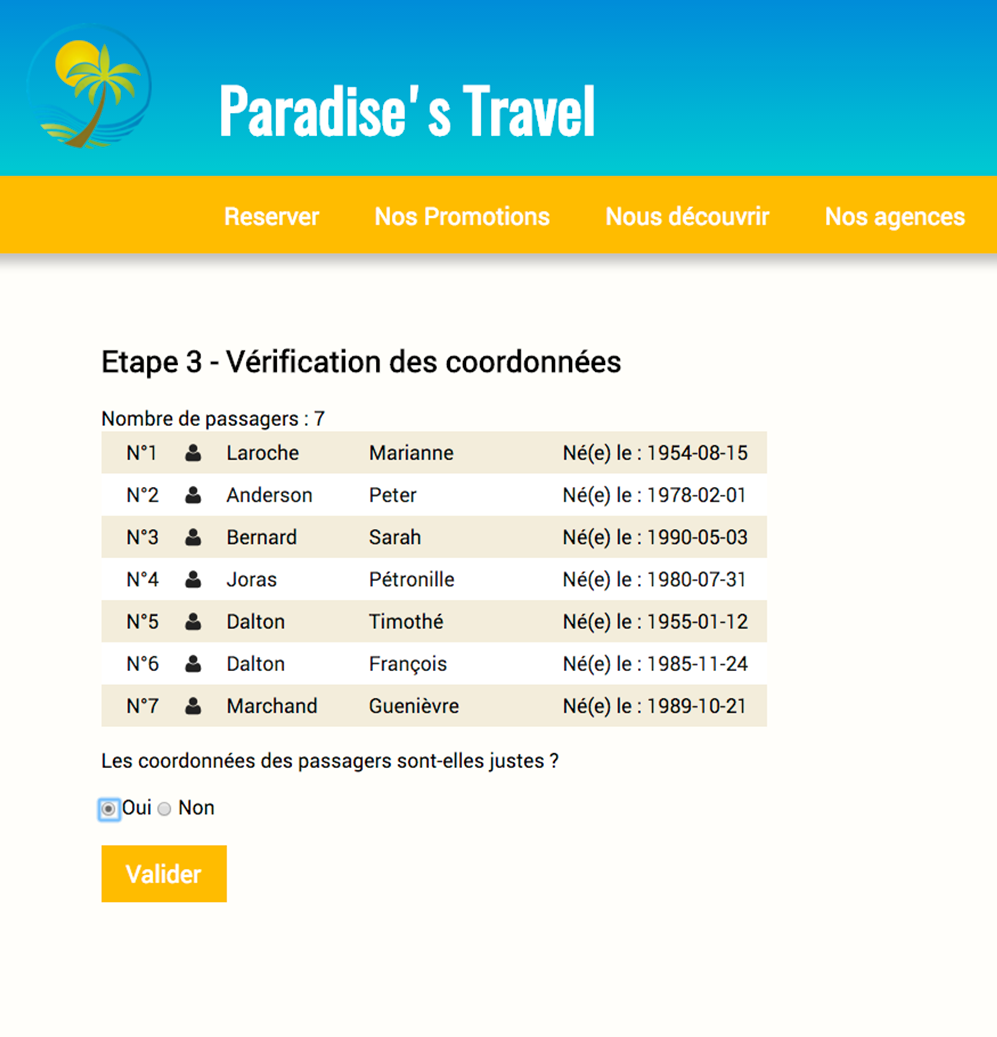 Paradise's Travel
Reserver Nos Promotions Nous découvrir Nos agences
Etape 3 - Vérification des coordonnées
Nombre de passagers : 7
N°1 Laroche Marianne Né(e) le : 1954-08-15
N°2 Anderson Peter Né(e) le : 1978-02-01
N°3 Bernard Sarah Né(e) le : 1990-05-03
N°4 Joras Pétronille Né(e) le : 1980-07-31
N°5 Dalton Timothé Né(e) le : 1955-01-12
N°6 Dalton François Né(e) le : 1985-11-24
N°7 Marchand Guenièvre Né(e) le : 1989-10-21
Les coordonnées des passagers sont-elles justes ?
Oui Non
Valider